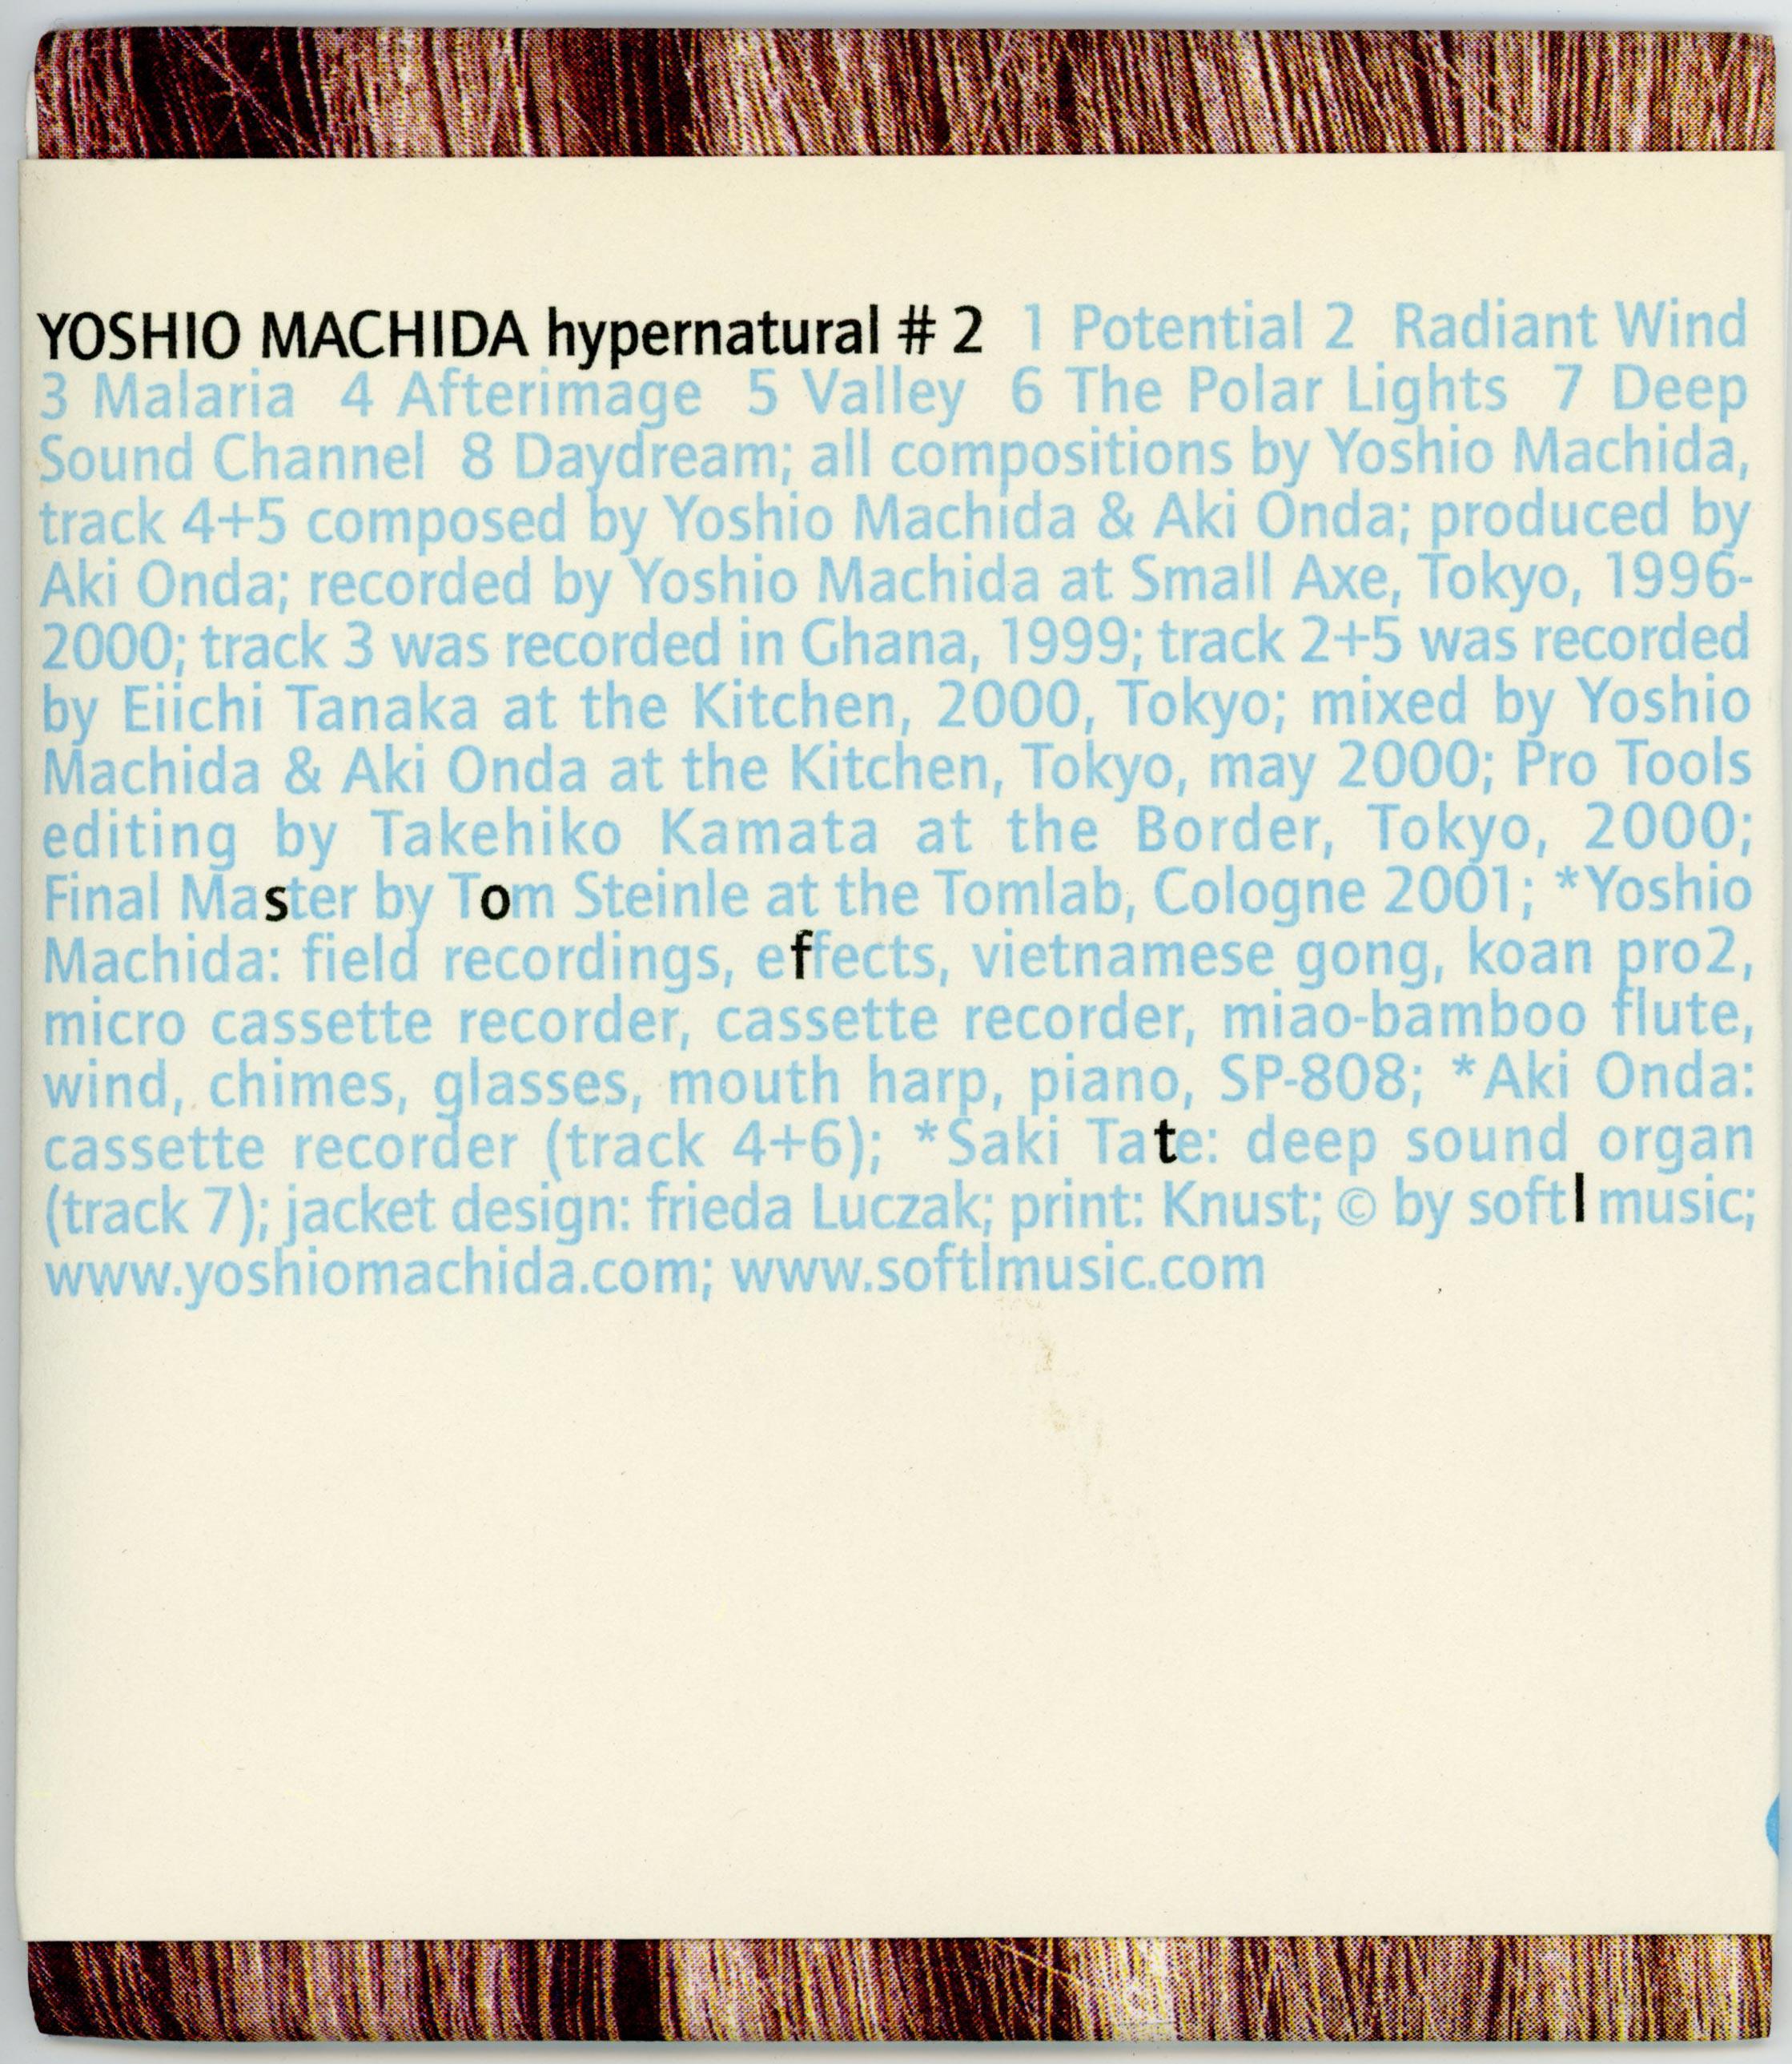 YOSHIO MACHIDA hypernatural # 2 1 Potential 2 Radiant Wind
3 Malaria 4 Afterimage 5 Valley 6 The Polar Lights 7 Deep
Sound Channel 8 Daydream; all compositions by Yoshio Machida,
track 4+5 composed by Yoshio Machida & Aki Onda; produced by
Aki Onda; recorded by Yoshio Machida at Small Axe, Tokyo, 1996-
2000; track 3 was recorded in Ghana, 1999; track 2+5 was recorded
by Eiichi Tanaka at the Kitchen, 2000, Tokyo; mixed by Yoshio
Machida & Aki Onda at the Kitchen, Tokyo, may 2000; Pro Tools
editing by Takehiko Kamata at the Border, Tokyo, 2000;
Final Master by Tom Steinle at the Tomlab, Cologne 2001; *Yoshio
Machida: field recordings, effects, vietnamese gong, koan pro2,
micro cassette recorder, cassette recorder, miao-bamboo flute,
wind, chimes, glasses, mouth harp, piano, SP-808; *Aki Onda:
cassette recorder (track 4+6); *Saki Tate: deep sound organ
(track 7); jacket design: frieda Luczak; print: Knust; © by softl music;
www.yoshiomachida.com; www.softlmusic.com